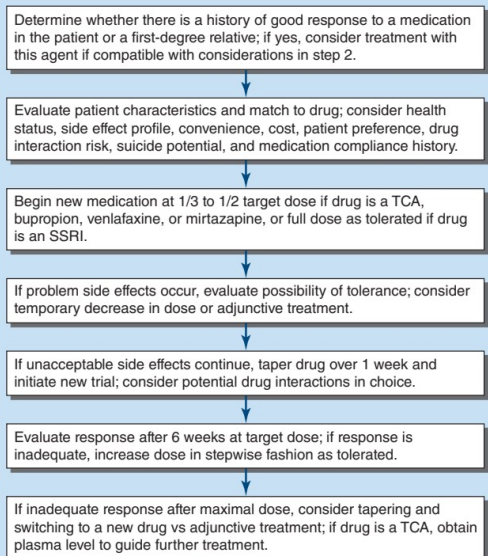 Determine whether there is a history of good response to a medication
in the patient or a first-degree relative; if yes, consider treatment with
this agent if compatible with considerations in step 2.
Evaluate patient characteristics and match to drug; consider health
status, side effect profile, convenience, cost, patient preference, drug
interaction risk, suicide potential, and medication compliance history.
Begin new medication at 1/3 to 1/2 target dose if drug is a TCA,
bupropion, venlafaxine, or mirtazapine, or full dose as tolerated if drug
is an SSRI.
If problem side effects occur, evaluate possibility of tolerance; consider
temporary decrease in dose or adjunctive treatment.
If unacceptable side effects continue, taper drug over 1 week and
initiate new trial; consider potential drug interactions in choice.
Evaluate response after 6 weeks at target dose; if response is
inadequate, increase dose in stepwise fashion as tolerated.
If inadequate response after maximal dose, consider tapering and
switching to a new drug vs adjunctive treatment; if drug is a TCA, obtain
plasma level to guide further treatment.